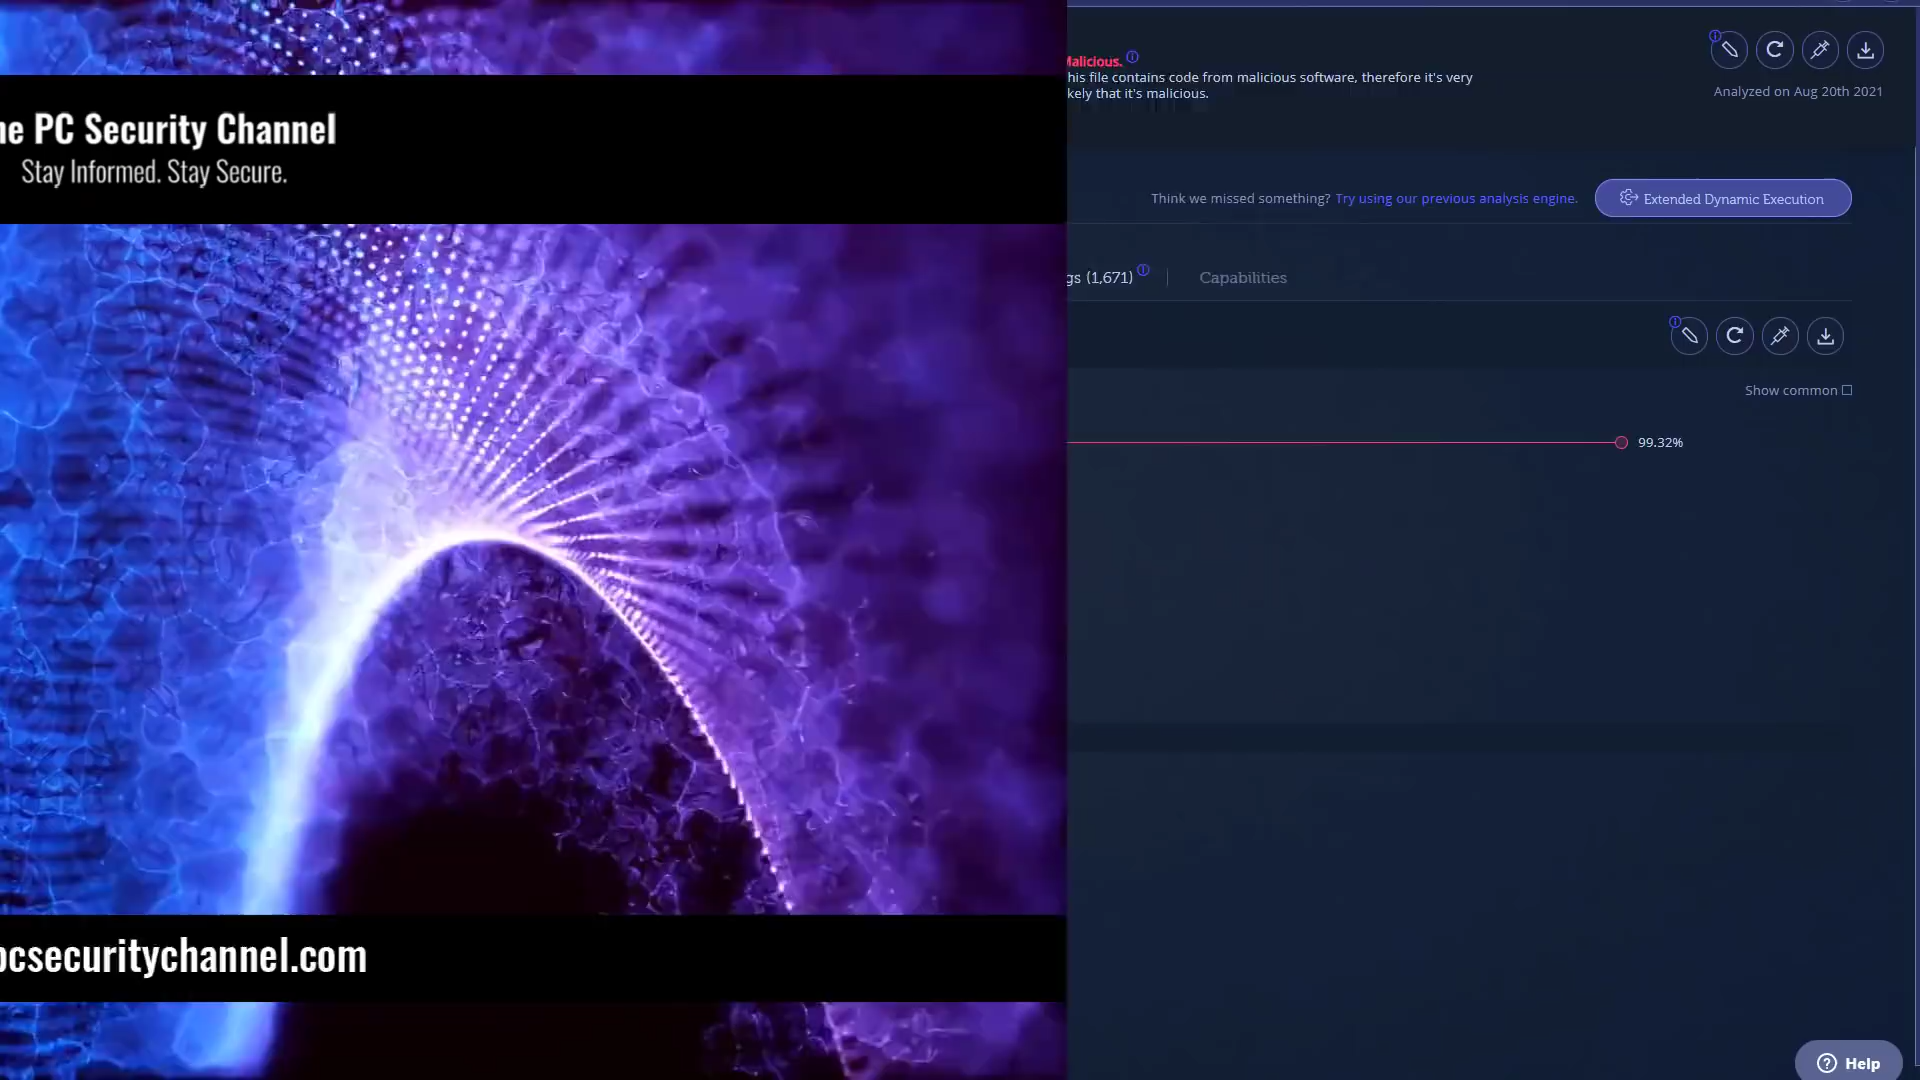 PC Security Channel
Stay Informed. Stay Secure.
pcsecuritychannel.com
Malicious.
his file contains code from malicious software, therefore it's very
kely that it's malicious.
Analyzed on Aug 20th 2021
Think we missed something? Try using our previous analysis engine.
Extended Dynamic Execution
gs (1,671)
Capabilities
Show common
99.32%
Help